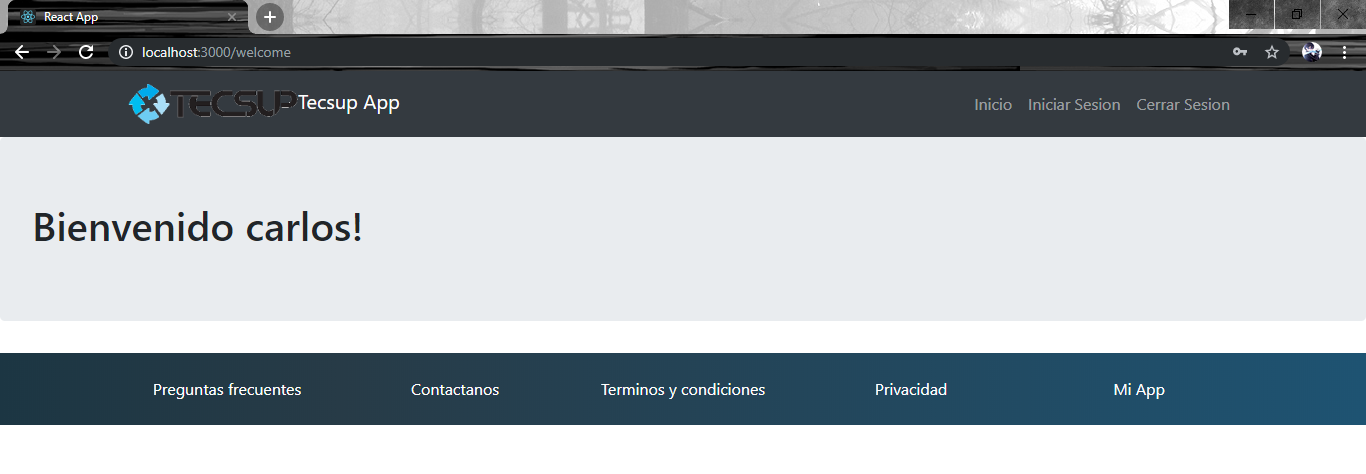 React App
localhost:3000/welcome
TECSUP Tecsup App
Inicio Iniciar Sesion Cerrar Sesion
Bienvenido carlos!
Preguntas frecuentes Contactanos Terminos y condiciones Privacidad Mi App